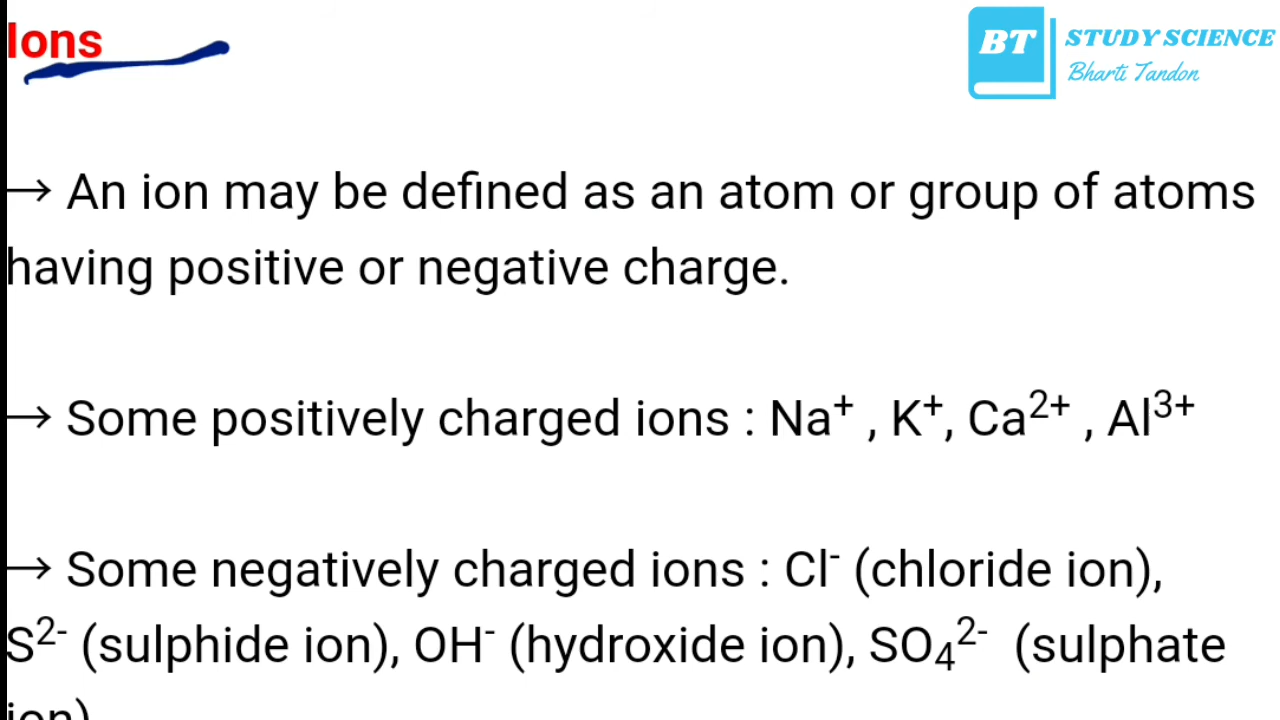 Ions
BT STUDY SCIENCE
Bharti Tandon
→ An ion may be defined as an atom or group of atoms
having positive or negative charge.
→ Some positively charged ions : Na⁺ , K⁺, Ca²⁺ , Al³⁺
→ Some negatively charged ions : Cl⁻ (chloride ion),
S²⁻ (sulphide ion), OH⁻ (hydroxide ion), SO₄²⁻ (sulphate
ion)